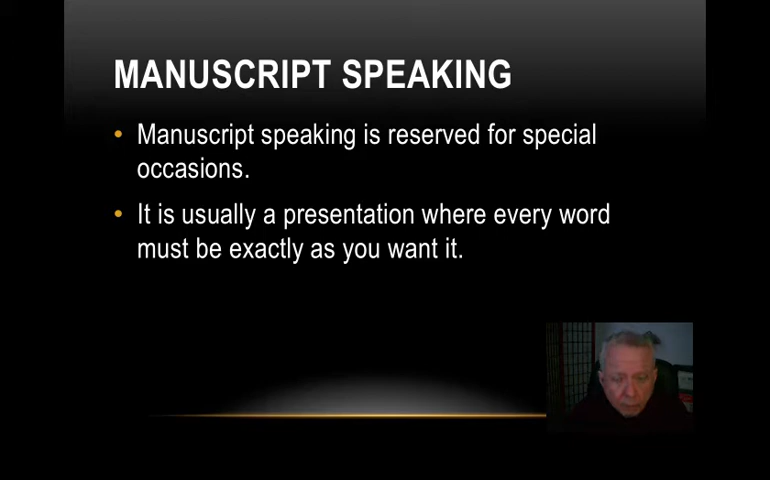 MANUSCRIPT SPEAKING
• Manuscript speaking is reserved for special
occasions.
• It is usually a presentation where every word
must be exactly as you want it.